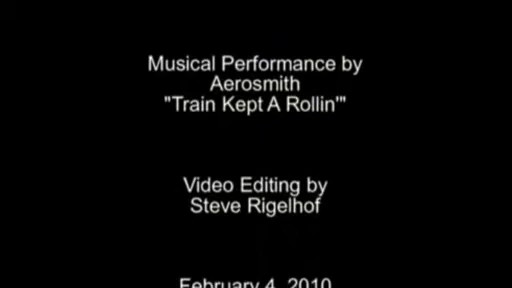 Musical Performance by
Aerosmith
"Train Kept A Rollin'"
Video Editing by
Steve Rigelhof
February 4, 2010